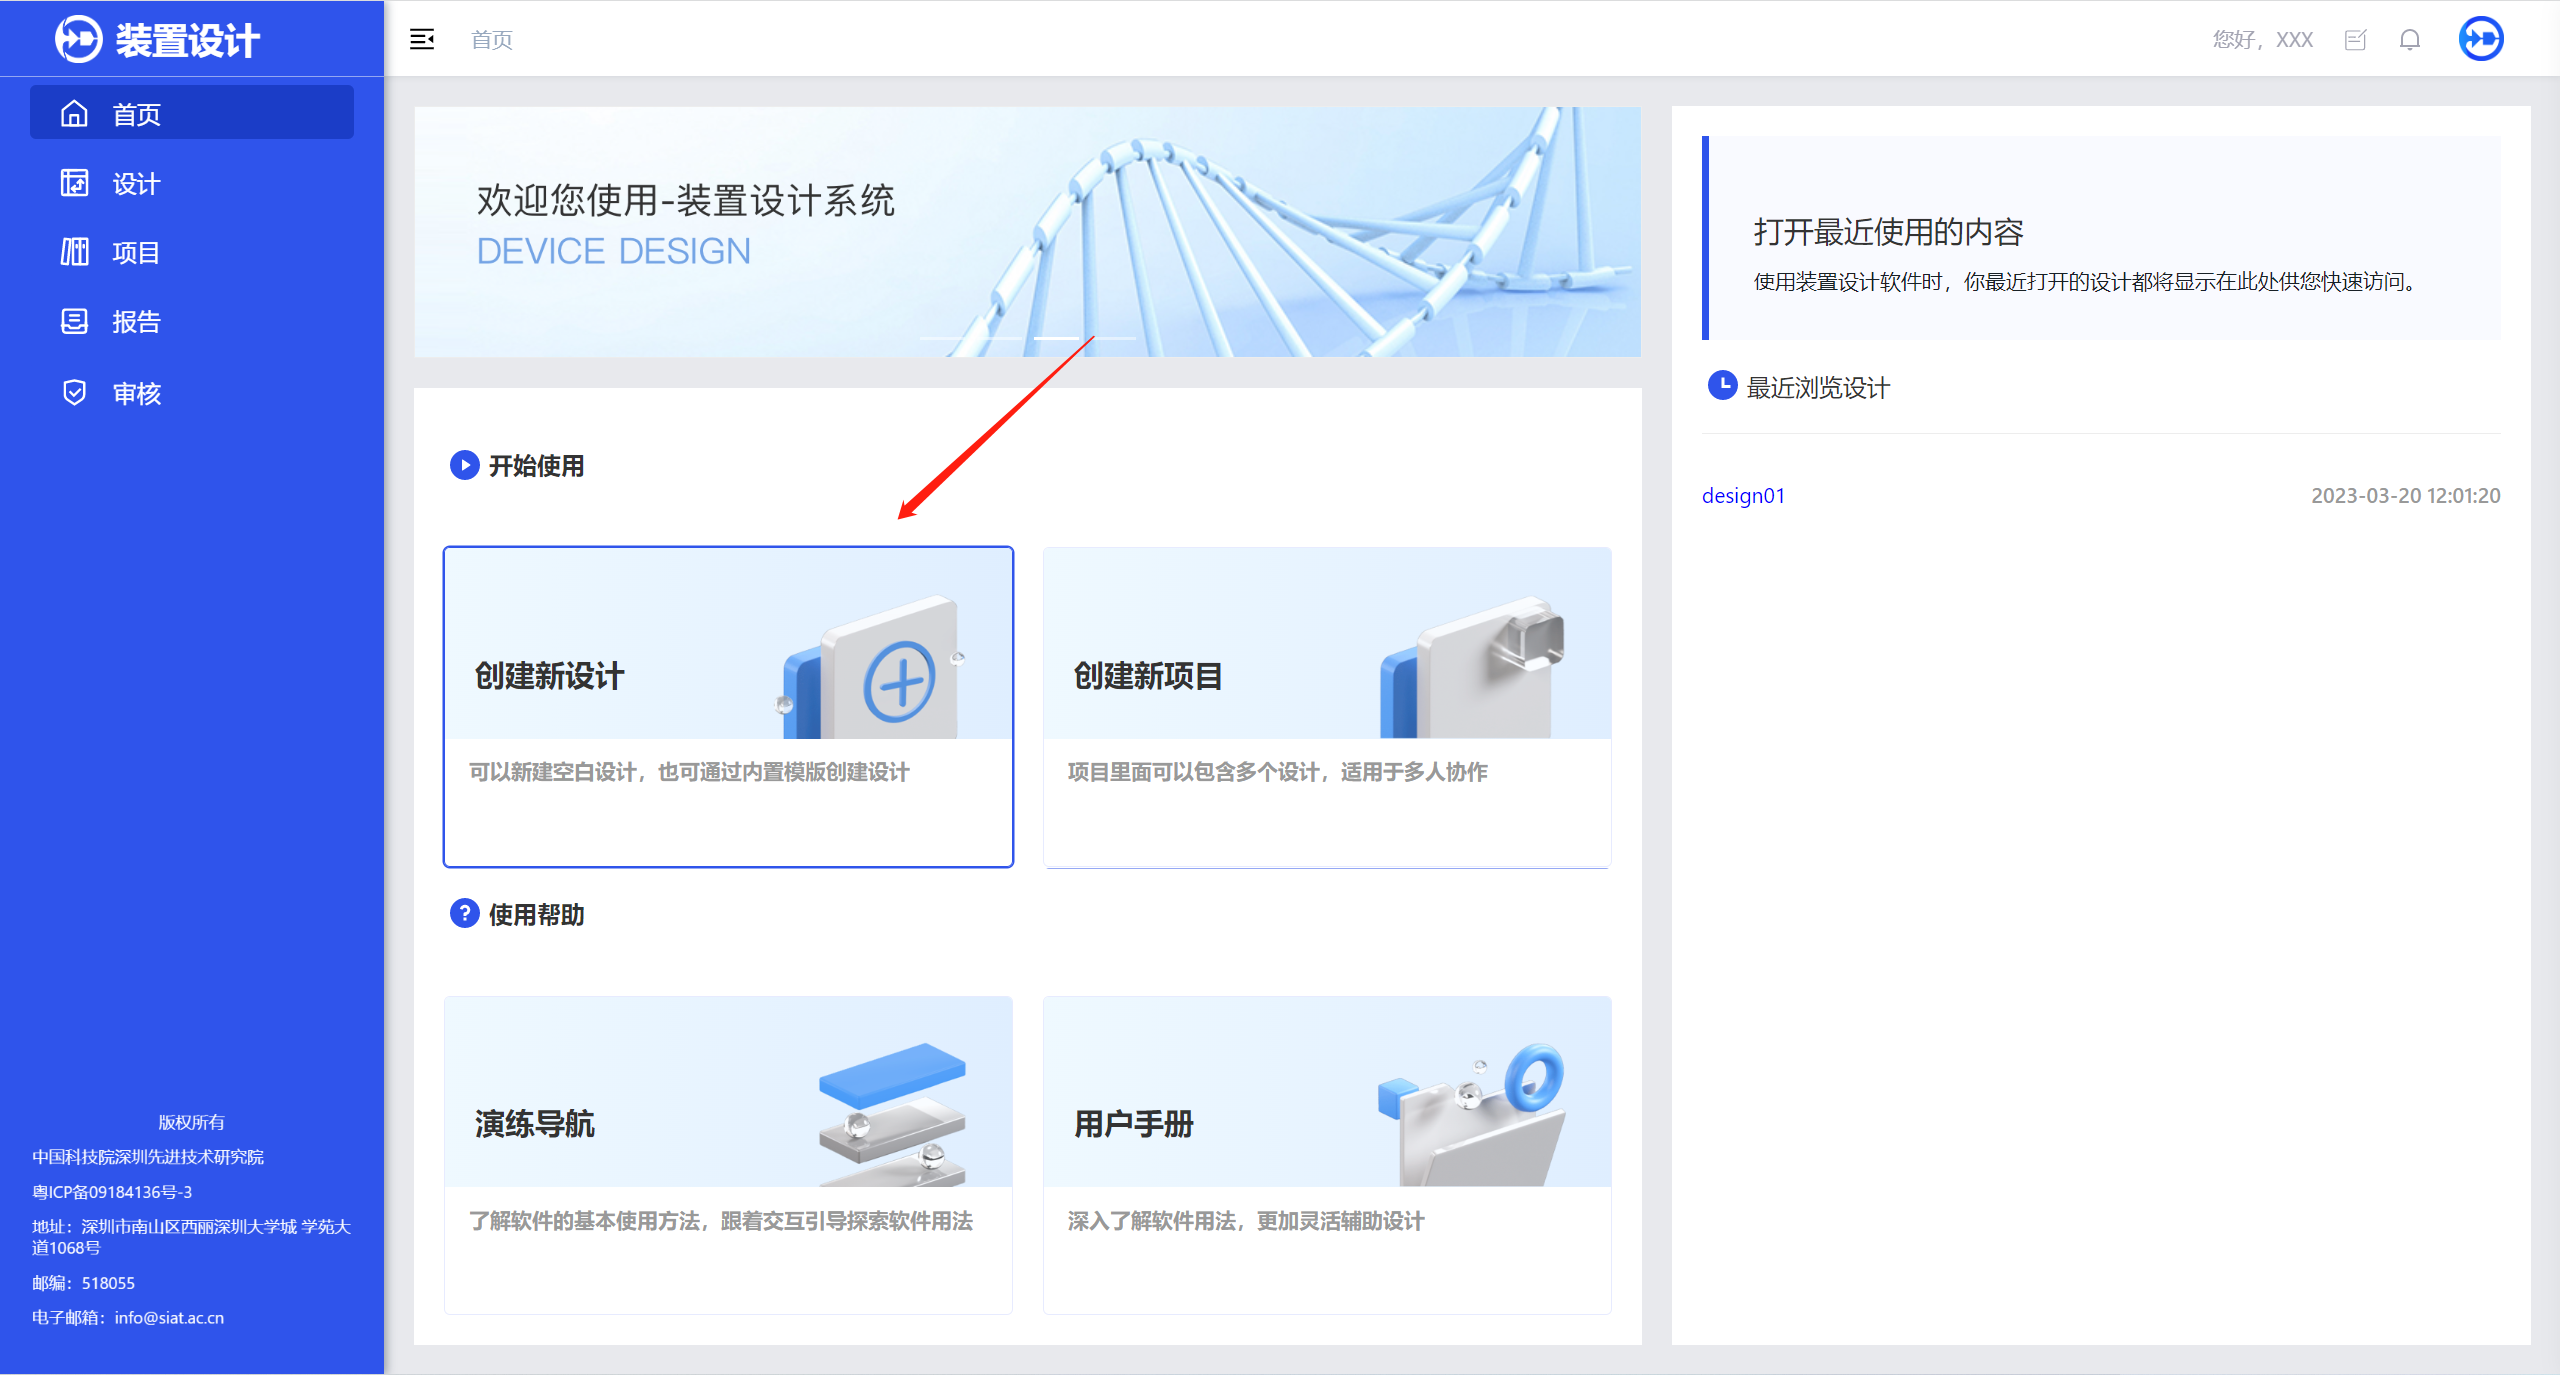 装置设计
首页
设计
项目
报告
审核
版权所有
中国科技院深圳先进技术研究院
粤ICP备09184136号-3
地址：深圳市南山区西丽深圳大学城 学苑大
道1068号
邮编：518055
电子邮箱：info@siat.ac.cn
首页
您好，XXX
欢迎您使用-装置设计系统
DEVICE DESIGN
开始使用
创建新设计
可以新建空白设计，也可通过内置模版创建设计
创建新项目
项目里面可以包含多个设计，适用于多人协作
使用帮助
演练导航
了解软件的基本使用方法，跟着交互引导探索软件用法
用户手册
深入了解软件用法，更加灵活辅助设计
打开最近使用的内容
使用装置设计软件时，你最近打开的设计都将显示在此处供您快速访问。
最近浏览设计
design01 2023-03-20 12:01:20